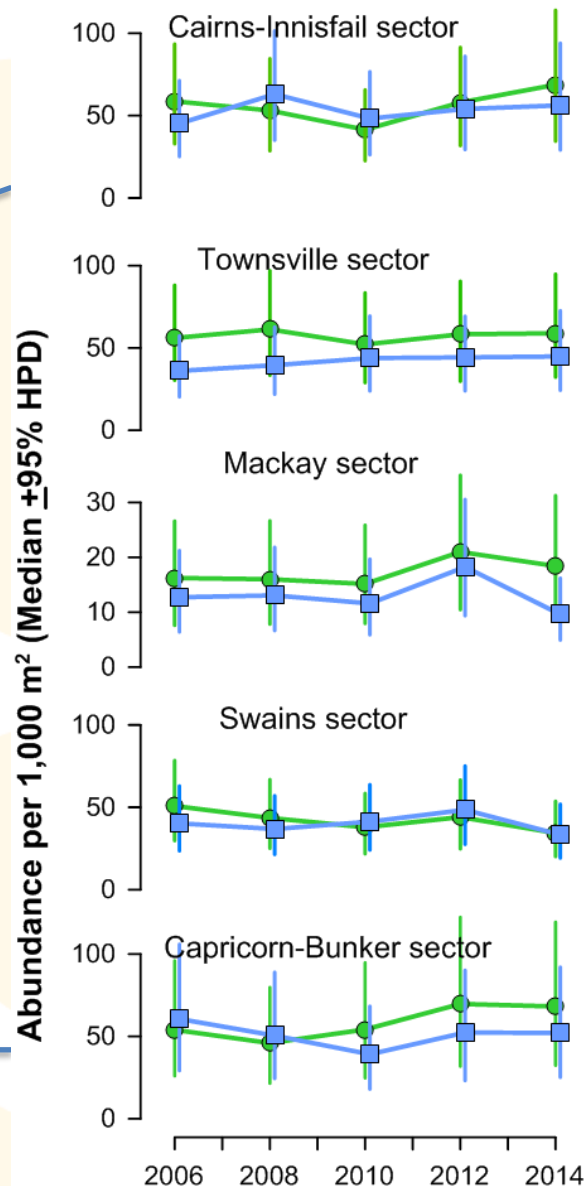 Abundance per 1,000 m² (Median ±95% HPD)
Cairns-Innisfail sector
100
50
0
Townsville sector
100
50
0
Mackay sector
30
20
10
0
Swains sector
100
50
0
Capricorn-Bunker sector
100
50
0
2006 2008 2010 2012 2014